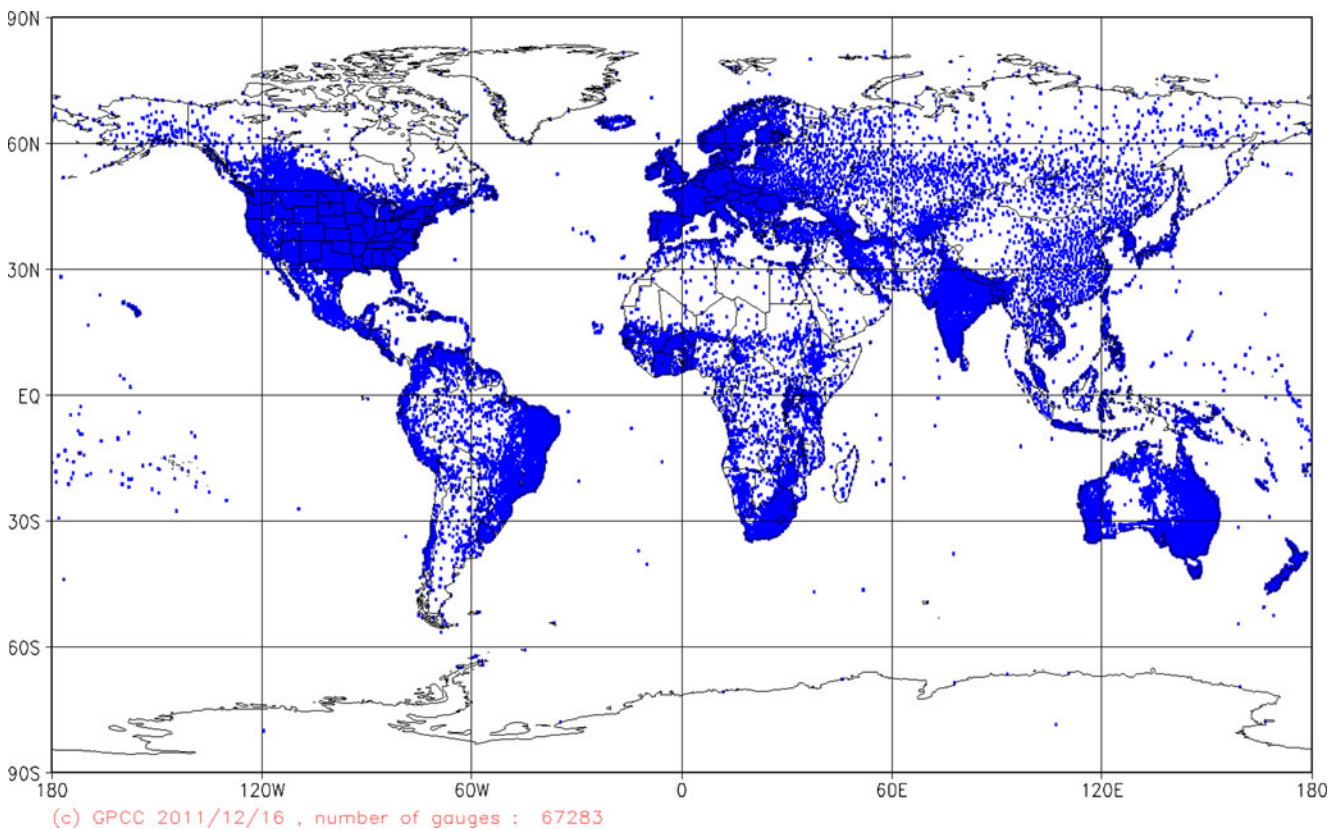 90N
60N
30N
EQ
30S
60S
90S
180 120W 60W 0 60E 120E 180
(c) GPCC 2011/12/16 , number of gauges : 67283